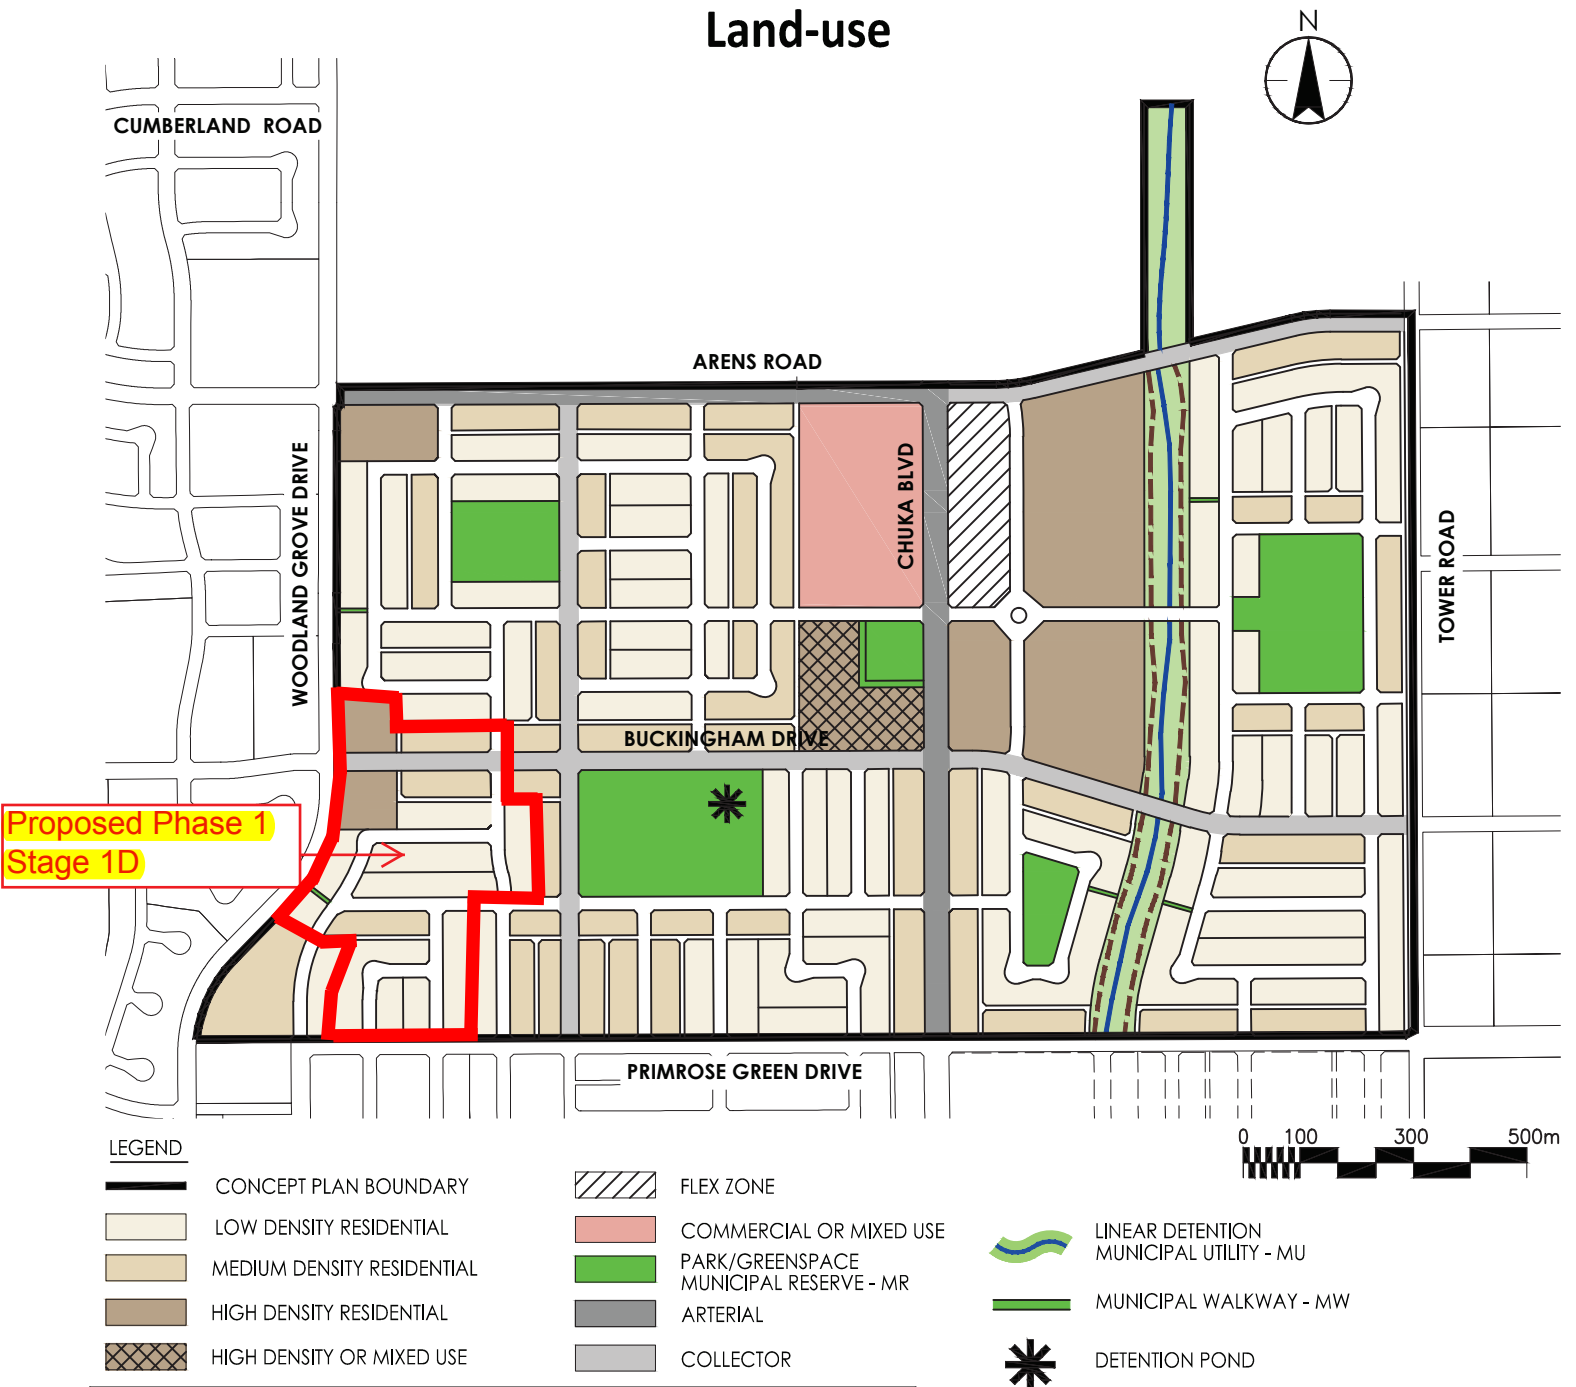 Land-use
N
CUMBERLAND ROAD
ARENS ROAD
WOODLAND GROVE DRIVE
CHUKA BLVD
TOWER ROAD
BUCKINGHAM DRIVE
Proposed Phase 1
Stage 1D
PRIMROSE GREEN DRIVE
0 100 300 500m
LEGEND
CONCEPT PLAN BOUNDARY
LOW DENSITY RESIDENTIAL
MEDIUM DENSITY RESIDENTIAL
HIGH DENSITY RESIDENTIAL
HIGH DENSITY OR MIXED USE
FLEX ZONE
COMMERCIAL OR MIXED USE
PARK/GREENSPACE
MUNICIPAL RESERVE - MR
ARTERIAL
COLLECTOR
LINEAR DETENTION
MUNICIPAL UTILITY - MU
MUNICIPAL WALKWAY - MW
DETENTION POND